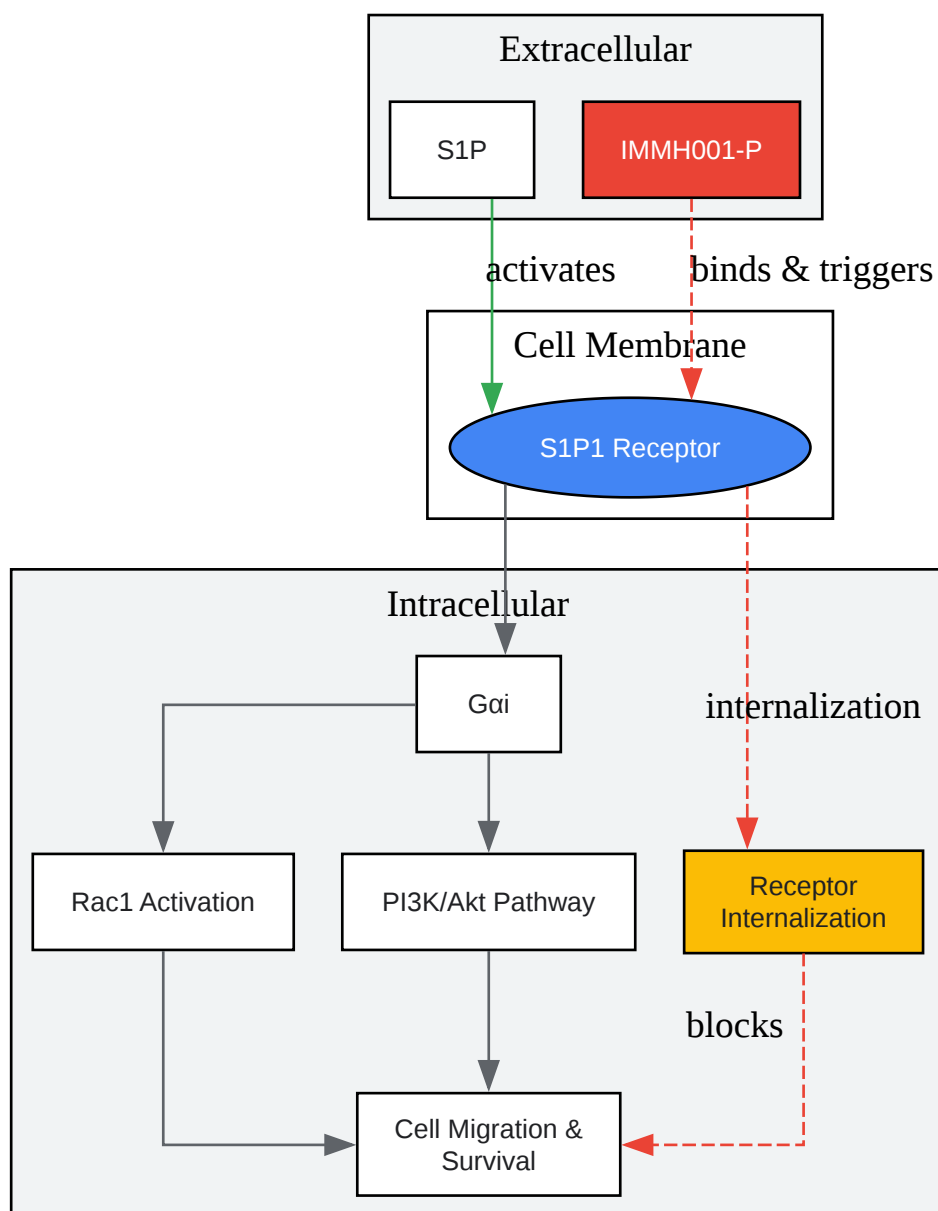 Extracellular
S1P
IMMH001-P
activates
binds & triggers
Cell Membrane
S1P1 Receptor
Intracellular
Gαi
internalization
Rac1 Activation
PI3K/Akt Pathway
Receptor
Internalization
blocks
Cell Migration &
Survival